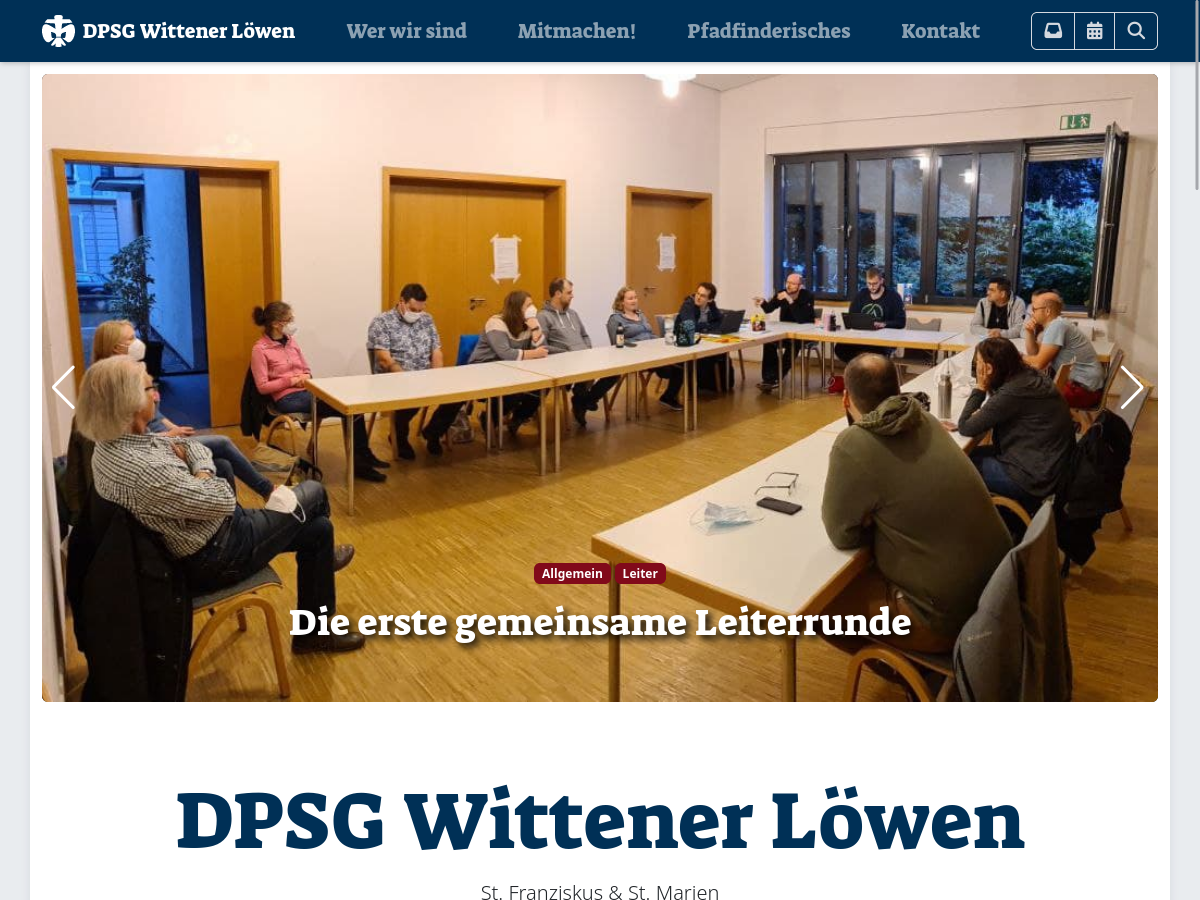 DPSG Wittener Löwen
Wer wir sind
Mitmachen!
Pfadfinderisches
Kontakt
Allgemein
Leiter
Die erste gemeinsame Leiterrunde
DPSG Wittener Löwen
St. Franziskus & St. Marien